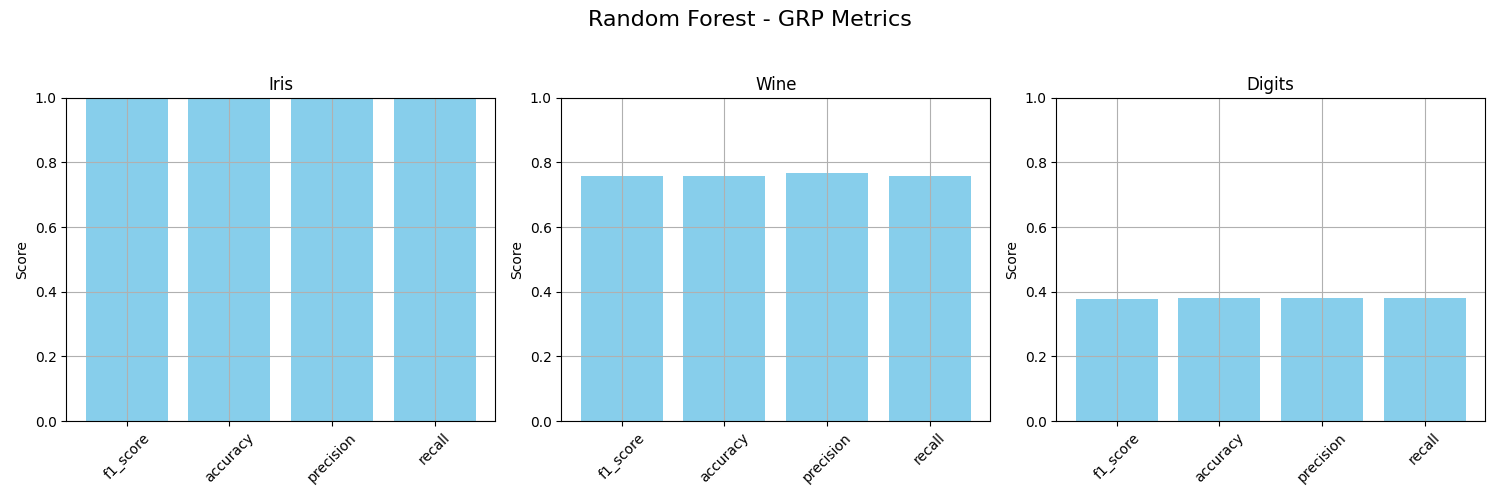 Random Forest - GRP Metrics
Iris
Score
1.0
0.8
0.6
0.4
0.2
0.0
f1_score
accuracy
precision
recall
Wine
Score
1.0
0.8
0.6
0.4
0.2
0.0
f1_score
accuracy
precision
recall
Digits
Score
1.0
0.8
0.6
0.4
0.2
0.0
f1_score
accuracy
precision
recall